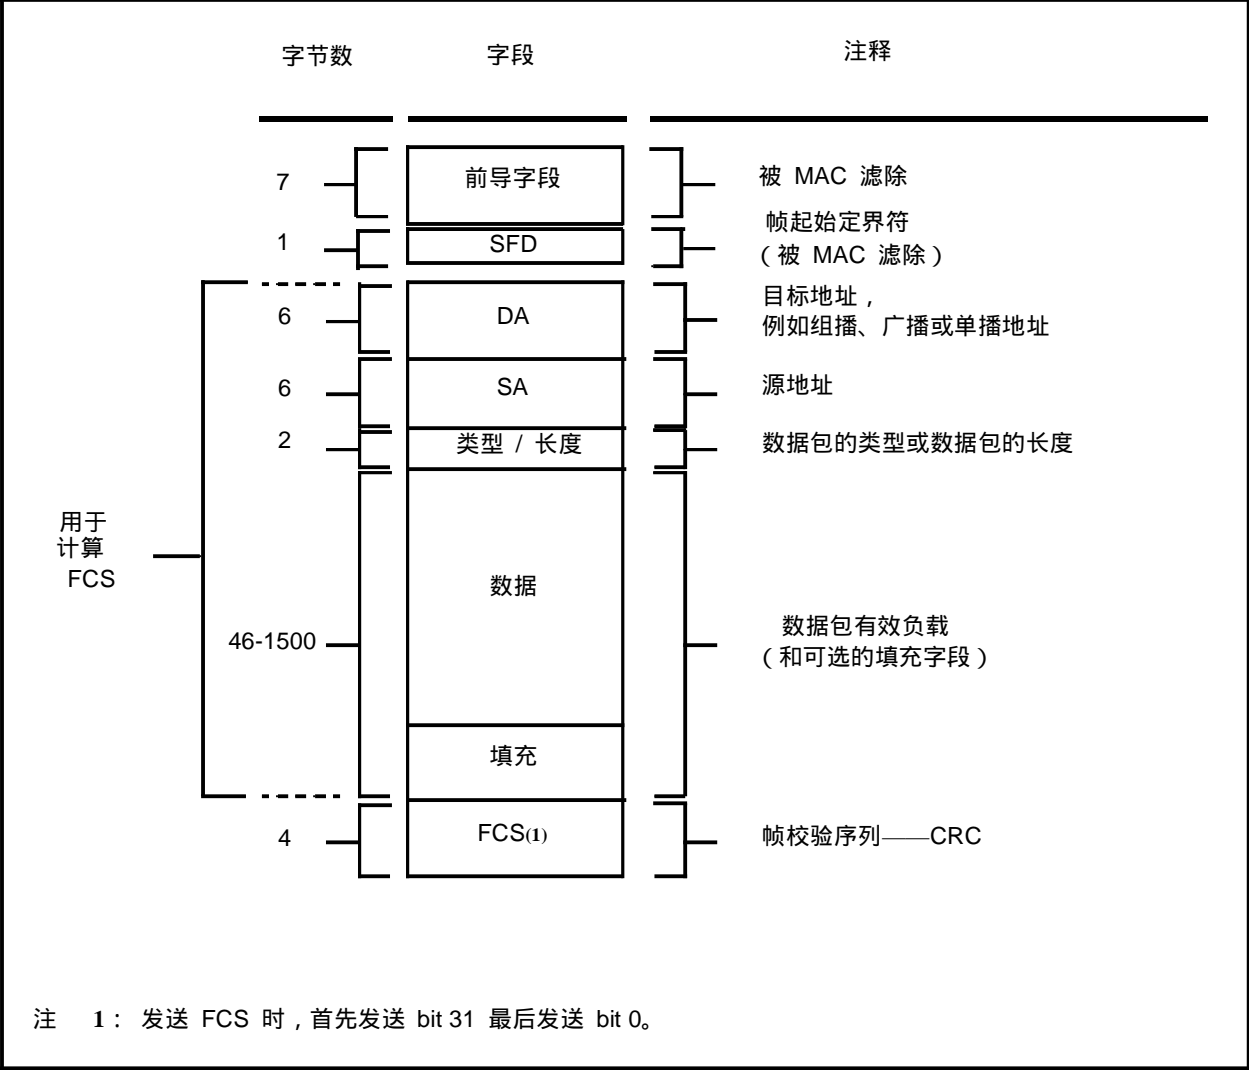 字节数 字段 注释
7 前导字段 被 MAC 滤除
1 SFD 帧起始定界符
(被 MAC 滤除)
6 DA 目标地址,
例如组播、广播或单播地址
6 SA 源地址
2 类型 / 长度 数据包的类型或数据包的长度
用于
计算
FCS
数据
46-1500 数据包有效负载
(和可选的填充字段)
填充
4 FCS(1) 帧校验序列——CRC
注 1: 发送 FCS 时,首先发送 bit 31 最后发送 bit 0。